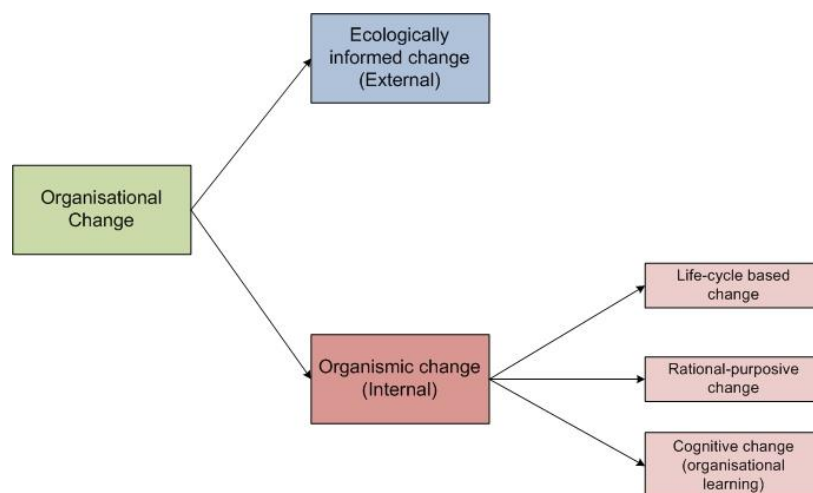 Ecologically
informed change
(External)
Organisational
Change
Life-cycle based
change
Organismic change
(Internal)
Rational-purposive
change
Cognitive change
(organisational
learning)